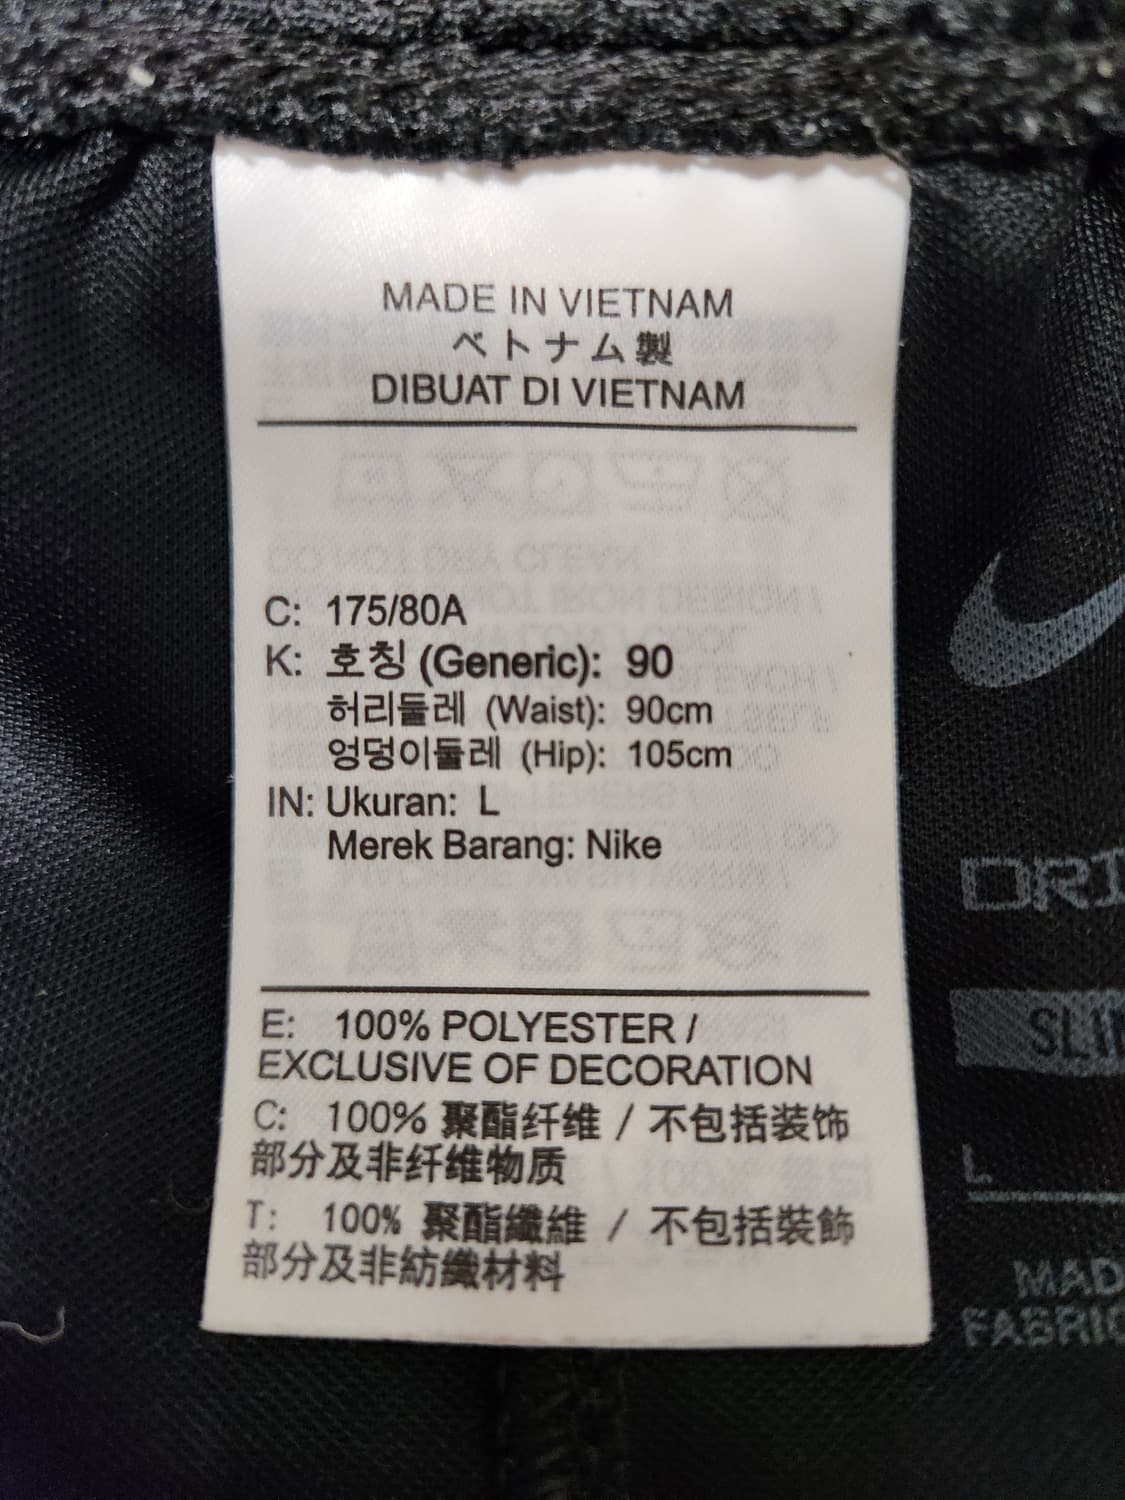 MADE IN VIETNAM
ベトナム製
DIBUAT DI VIETNAM
C: 175/80A
K: 호칭 (Generic): 90
허리둘레 (Waist): 90cm
엉덩이둘레 (Hip): 105cm
IN: Ukuran: L
Merek Barang: Nike
E: 100% POLYESTER /
EXCLUSIVE OF DECORATION
C: 100% 聚酯纤维 / 不包括装饰
部分及非纤维物质
T: 100% 聚酯纖維 / 不包括裝飾
部分及非紡織材料
L